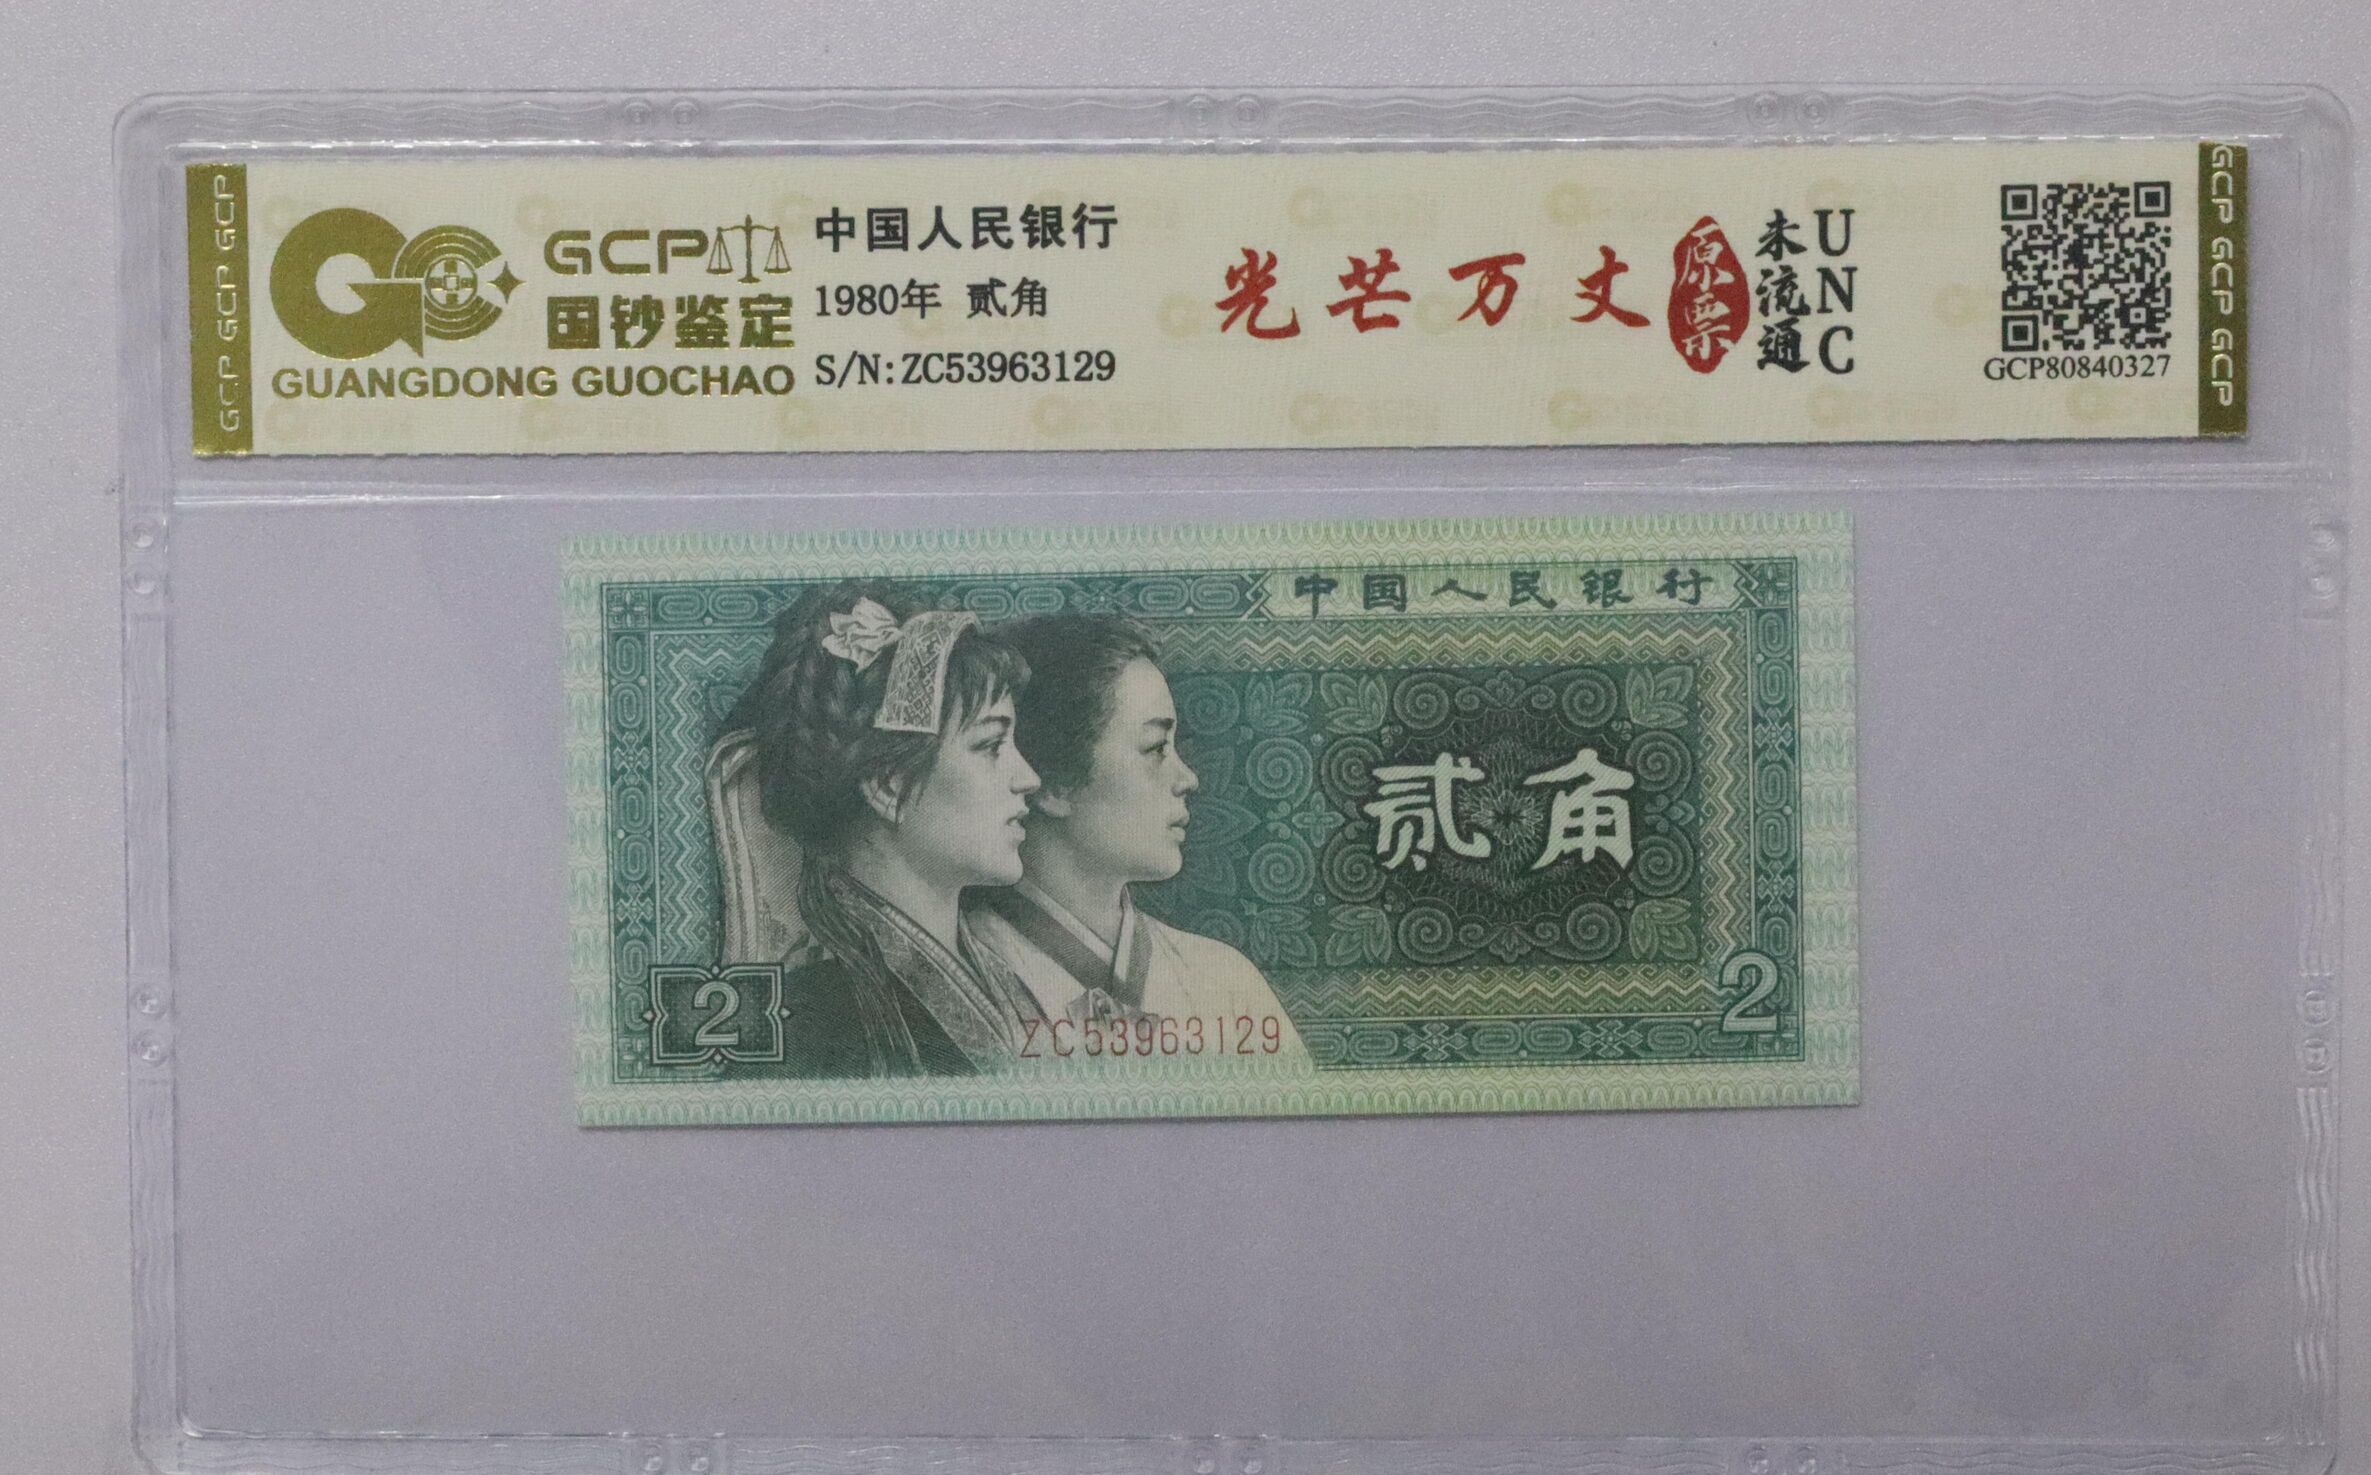 GCP GCP GCP
GCP
国钞鉴定
GUANGDONG GUOCHAO
中国人民银行
1980年 贰角
S/N:ZC53963129
光芒万丈
原票
未流通
UNC
GCP80840327
GCP GCP GCP
中国人民银行
贰角
2
2
ZC53963129